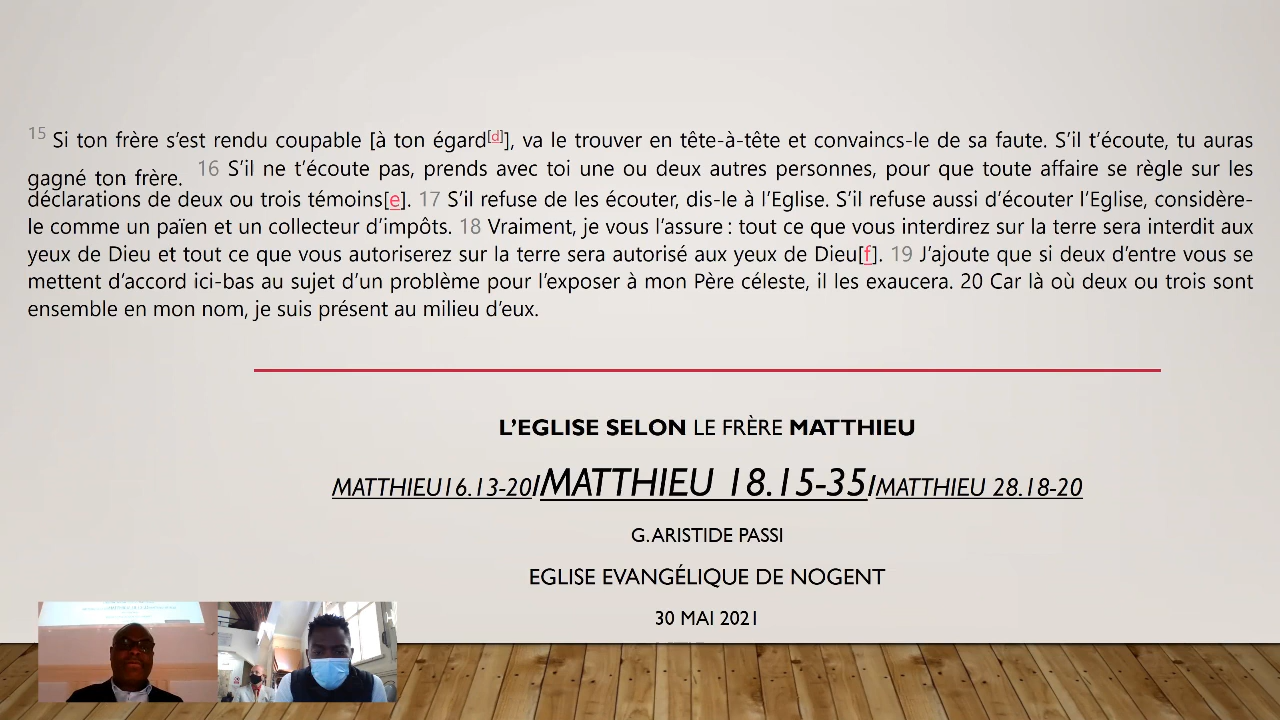 15 Si ton frère s’est rendu coupable [à ton égard[d]], va le trouver en tête-à-tête et convaincs-le de sa faute. S’il t’écoute, tu auras
gagné ton frère. 16 S’il ne t’écoute pas, prends avec toi une ou deux autres personnes, pour que toute affaire se règle sur les
déclarations de deux ou trois témoins[e]. 17 S’il refuse de les écouter, dis-le à l’Eglise. S’il refuse aussi d’écouter l’Eglise, considère-
le comme un païen et un collecteur d’impôts. 18 Vraiment, je vous l’assure : tout ce que vous interdirez sur la terre sera interdit aux
yeux de Dieu et tout ce que vous autoriserez sur la terre sera autorisé aux yeux de Dieu[f]. 19 J’ajoute que si deux d’entre vous se
mettent d’accord ici-bas au sujet d’un problème pour l’exposer à mon Père céleste, il les exaucera. 20 Car là où deux ou trois sont
ensemble en mon nom, je suis présent au milieu d’eux.
L’EGLISE SELON LE FRÈRE MATTHIEU
MATTHIEU16.13-20/MATTHIEU 18.15-35/MATTHIEU 28.18-20
G. ARISTIDE PASSI
EGLISE EVANGÉLIQUE DE NOGENT
30 MAI 2021